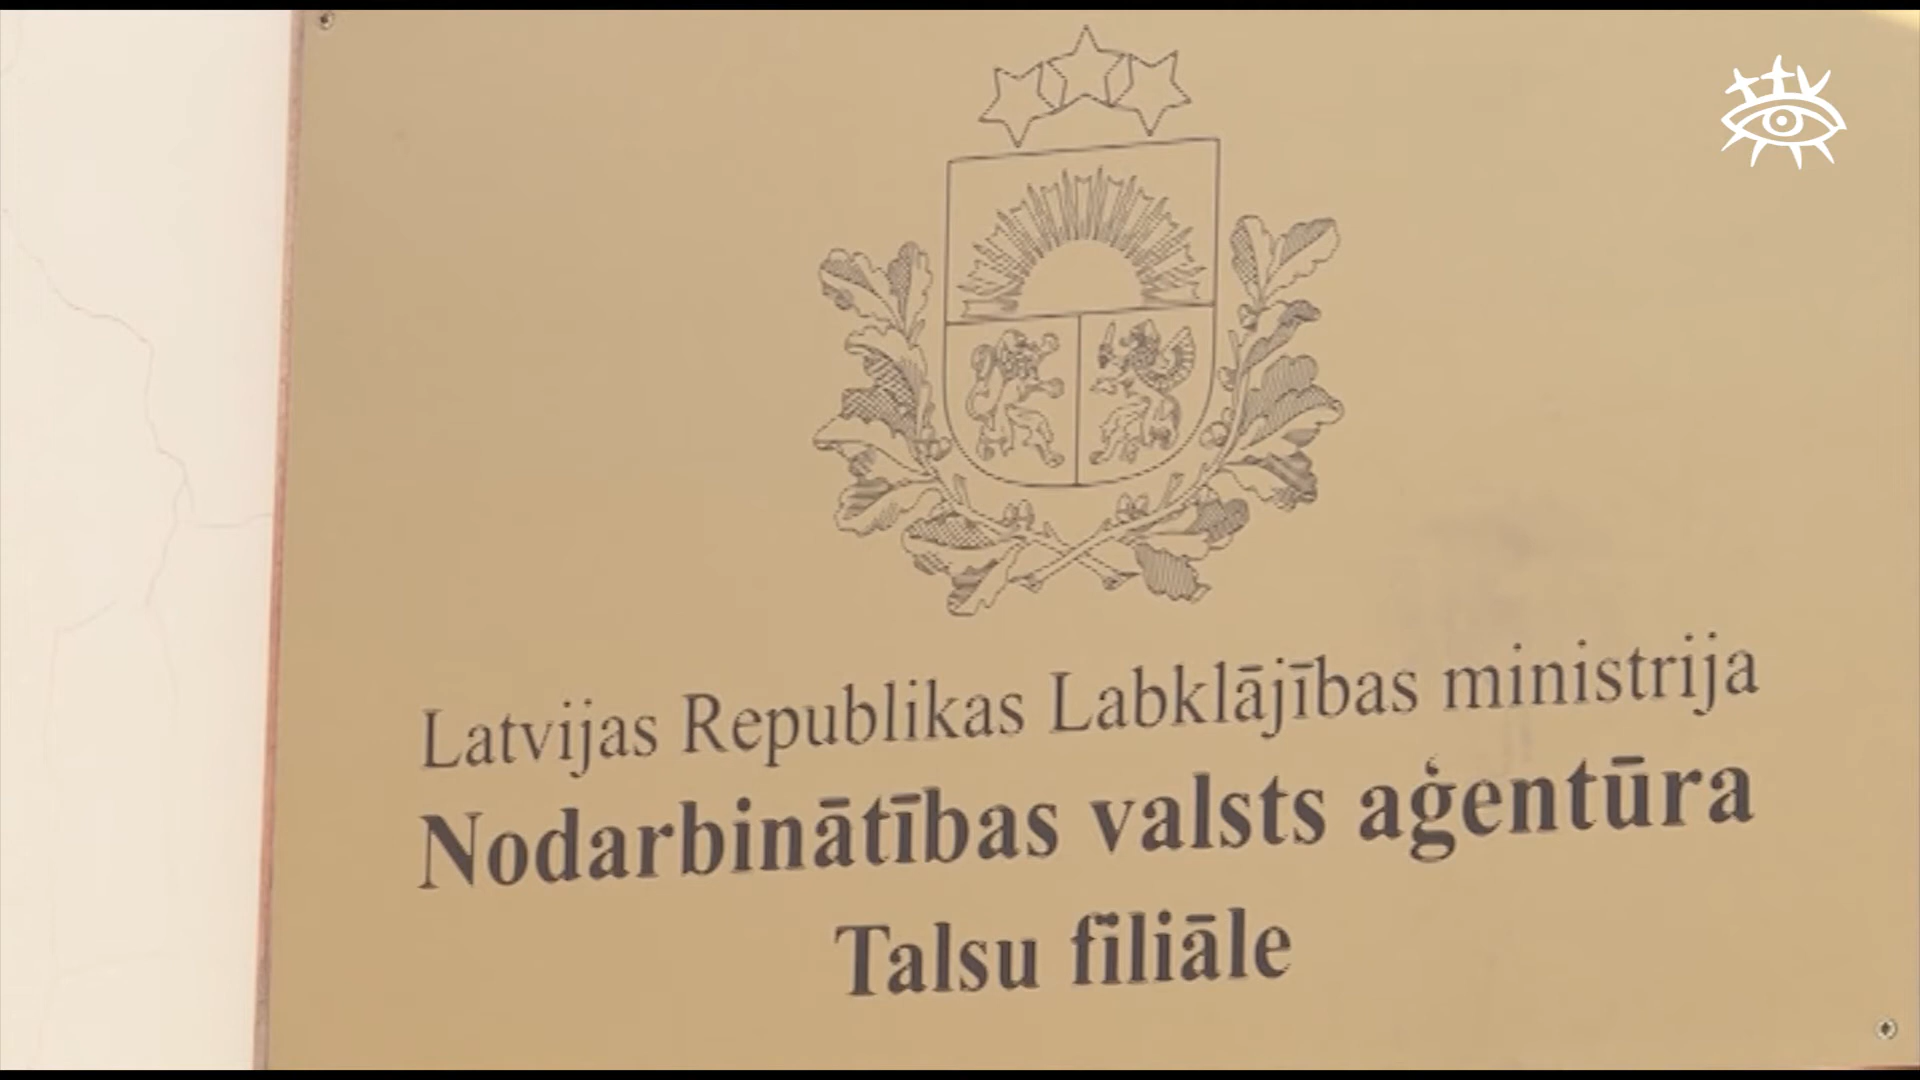 Latvijas Republikas Labklājības ministrija
Nodarbinātības valsts aģentūra
Talsu filiāle